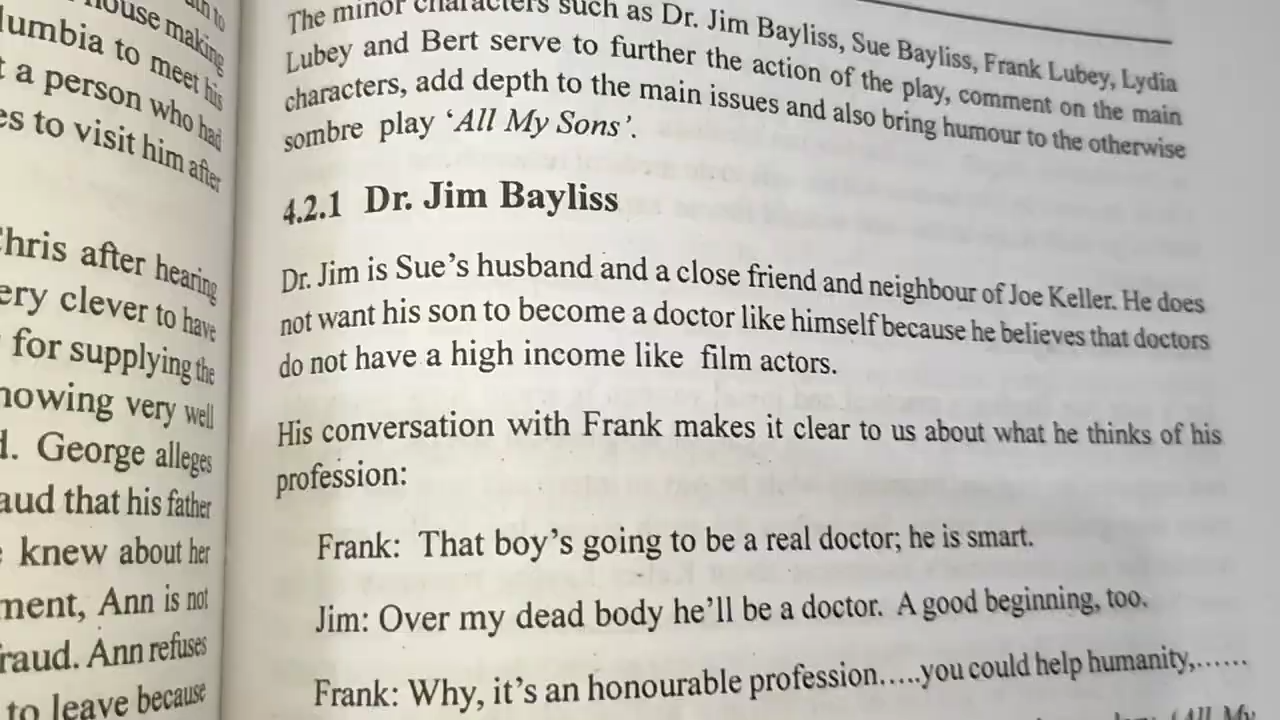 house making
lumbia to meet his
t a person who had
es to visit him after
Chris after hearing
ery clever to have
for supplying the
nowing very well
d. George alleges
aud that his father
knew about her
ment, Ann is not
raud. Ann refuses
to leave because
The minor characters such as Dr. Jim Bayliss, Sue Bayliss, Frank Lubey, Lydia
Lubey and Bert serve to further the action of the play, comment on the main
characters, add depth to the main issues and also bring humour to the otherwise
sombre play ‘All My Sons’.
4.2.1 Dr. Jim Bayliss
Dr. Jim is Sue’s husband and a close friend and neighbour of Joe Keller. He does
not want his son to become a doctor like himself because he believes that doctors
do not have a high income like film actors.
His conversation with Frank makes it clear to us about what he thinks of his
profession:
Frank: That boy’s going to be a real doctor; he is smart.
Jim: Over my dead body he’ll be a doctor. A good beginning, too.
Frank: Why, it’s an honourable profession.....you could help humanity,......
(All My